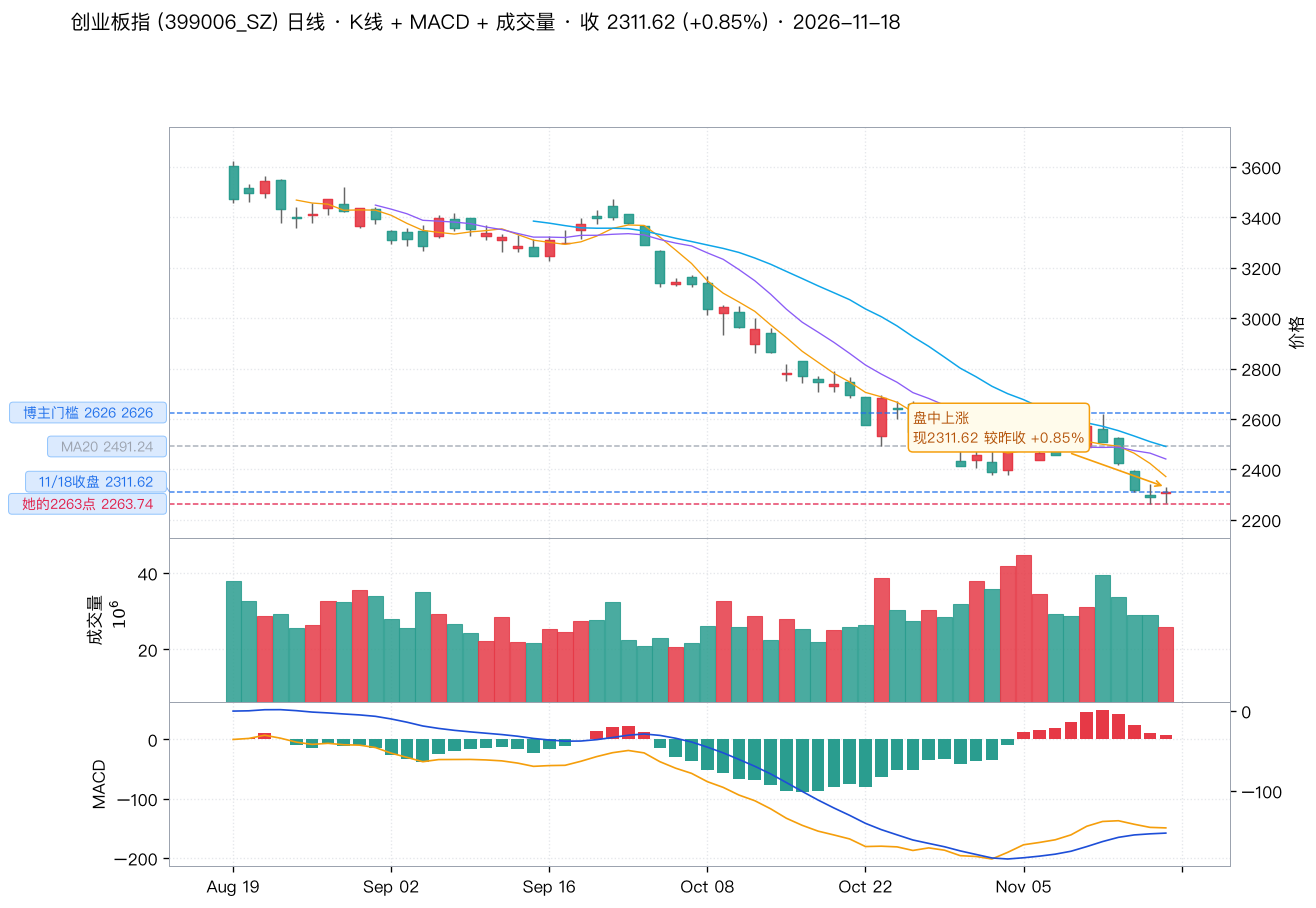 创业板指 (399006_SZ) 日线 · K线 + MACD + 成交量 · 收 2311.62 (+0.85%) · 2026-11-18
3600
3400
3200
3000
2800
2600
2400
2200
价格
博主门槛 2626 2626
MA20 2491.24
11/18收盘 2311.62
她的2263点 2263.74
盘中上涨
现2311.62 较昨收 +0.85%
40
20
成交量
10⁶
0
−100
−200
MACD
0
−100
Aug 19
Sep 02
Sep 16
Oct 08
Oct 22
Nov 05